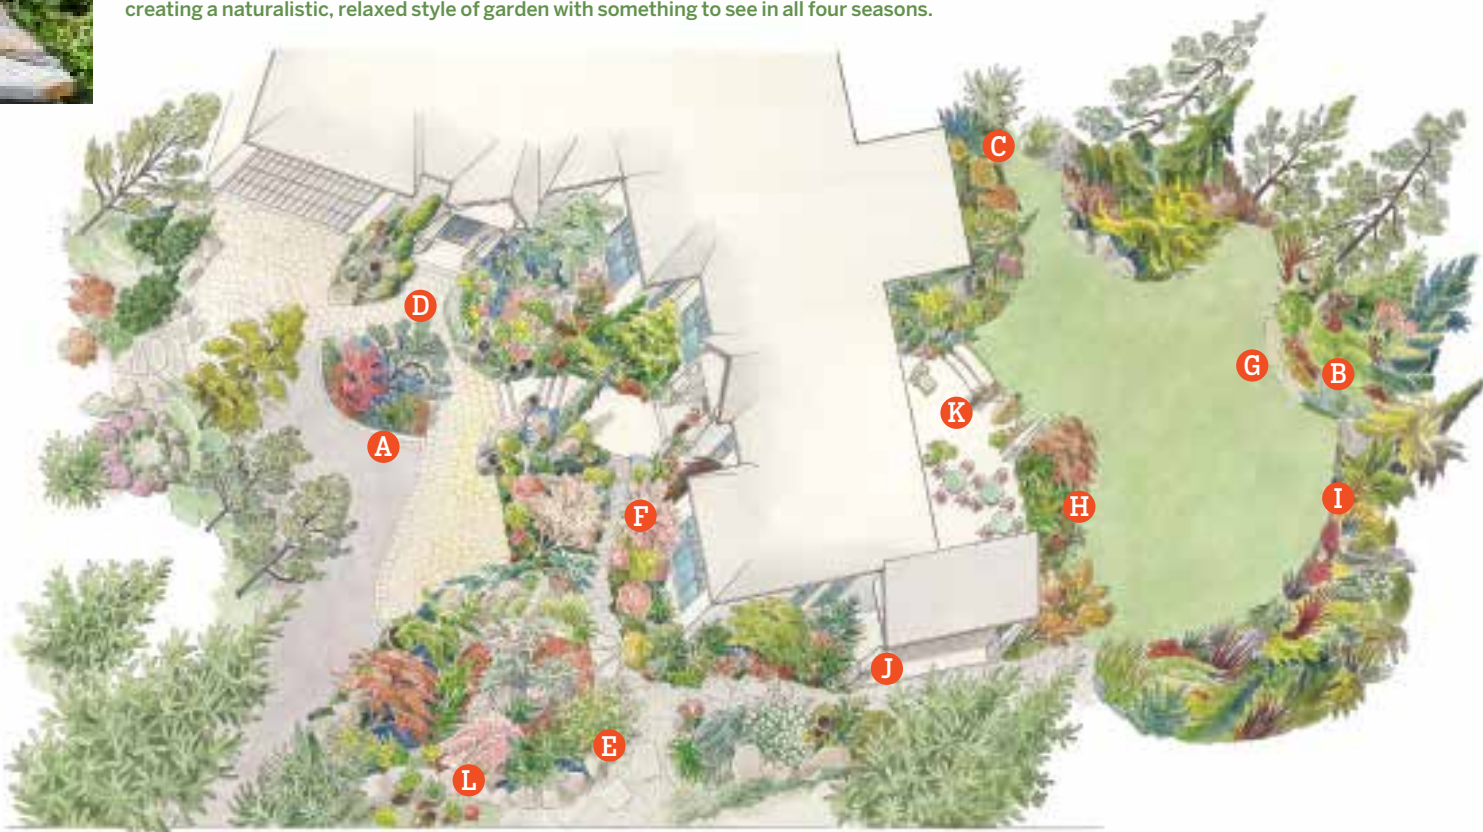 creating a naturalistic, relaxed style of garden with something to see in all four seasons.
C
D
G
B
K
A
I
H
F
J
E
L